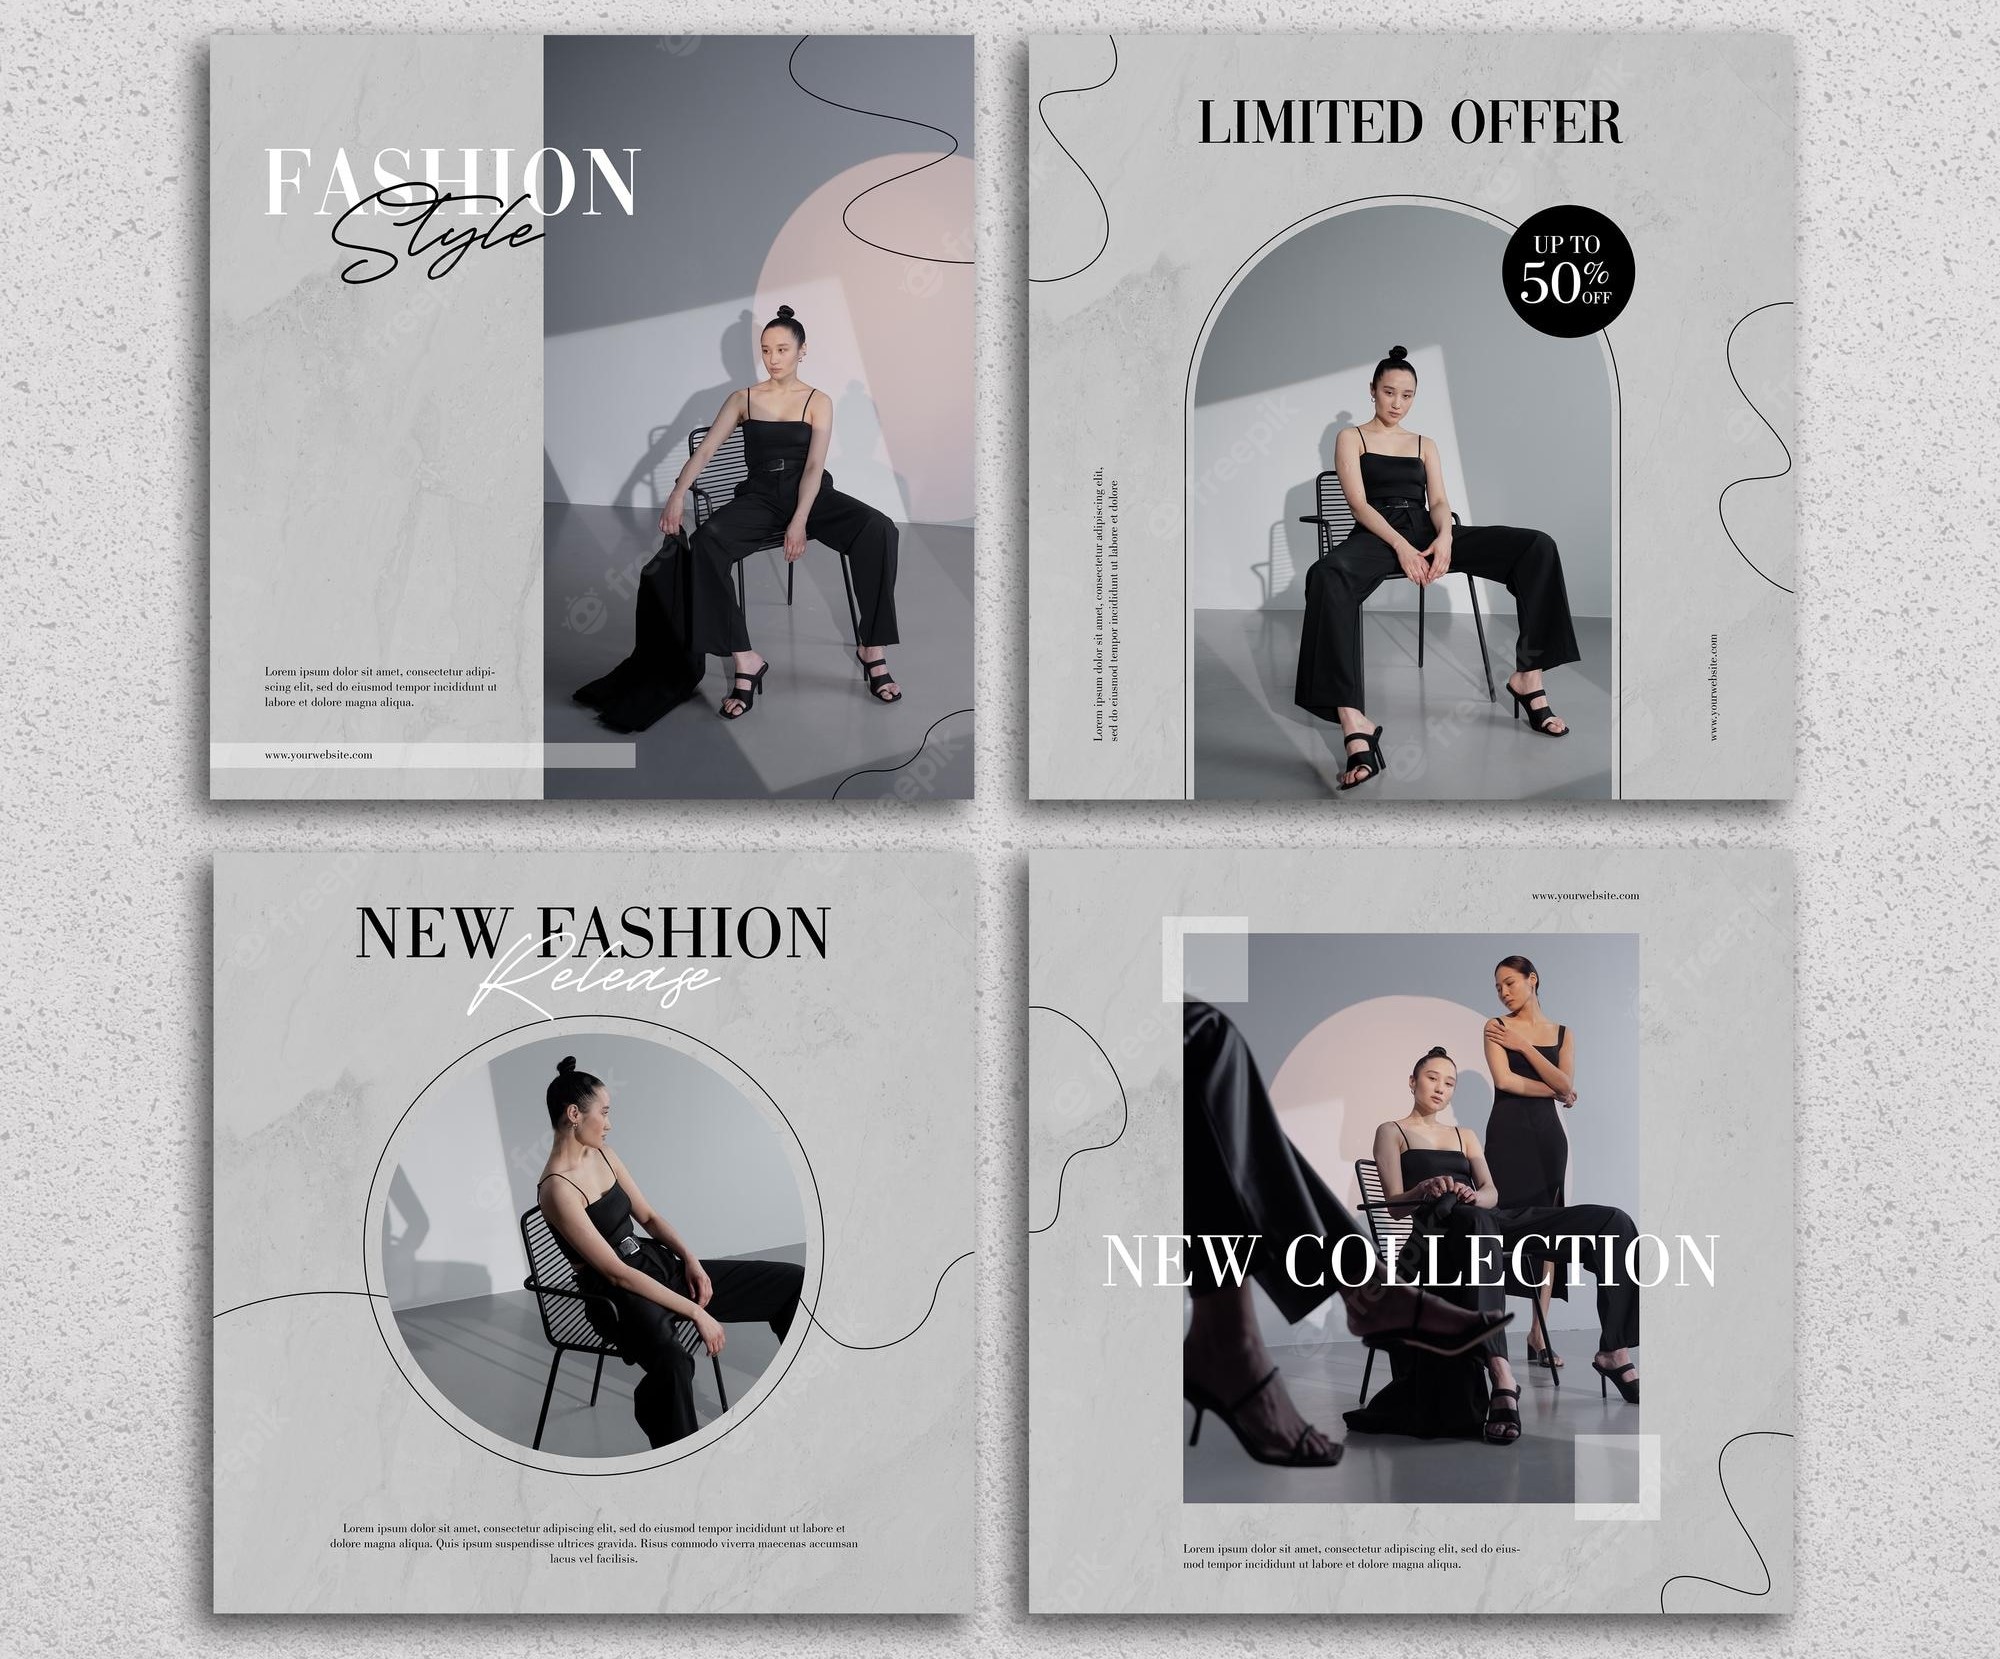 FASHION
Style
Lorem ipsum dolor sit amet, consectetur adipi-
scing elit, sed do eiusmod tempor incididunt ut
labore et dolore magna aliqua.
www.yourwebsite.com
LIMITED OFFER
UP TO
50%
OFF
Lorem ipsum dolor sit amet, consectetur adipiscing elit,
sed do eiusmod tempor incididunt ut labore et dolore
www.yourwebsite.com
NEW FASHION
Release
Lorem ipsum dolor sit amet, consectetur adipiscing elit, sed do eiusmod tempor incididunt ut labore et
dolore magna aliqua. Quis ipsum suspendisse ultrices gravida. Risus commodo viverra maecenas accumsan
lacus vel facilisis.
www.yourwebsite.com
NEW COLLECTION
Lorem ipsum dolor sit amet, consectetur adipiscing elit, sed do eius-
mod tempor incididunt ut labore et dolore magna aliqua.